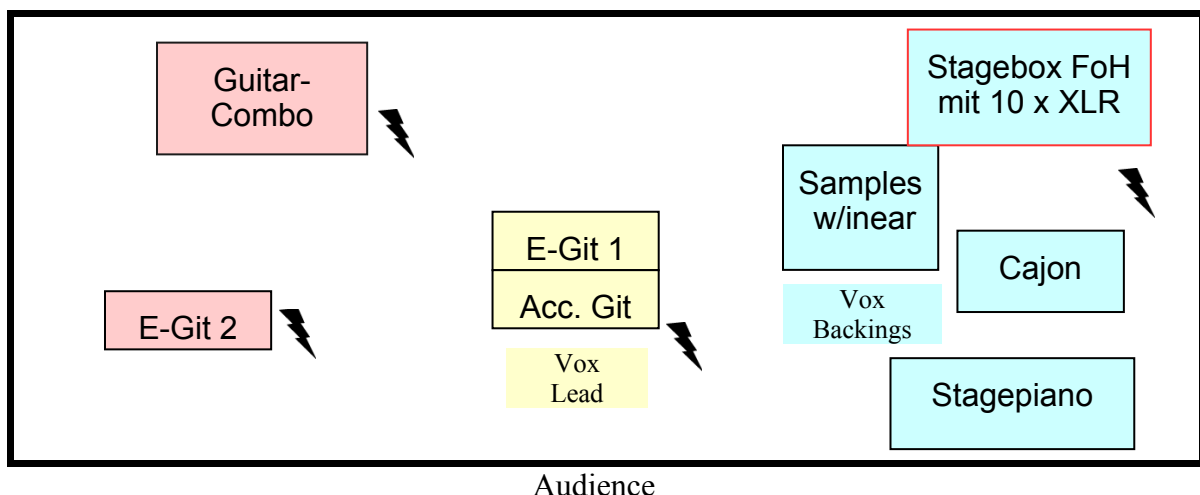 Guitar-
Combo
Stagebox FoH
mit 10 x XLR
Samples
w/inear
E-Git 1
Cajon
Acc. Git
Vox
Backings
E-Git 2
Vox
Lead
Stagepiano
Audience